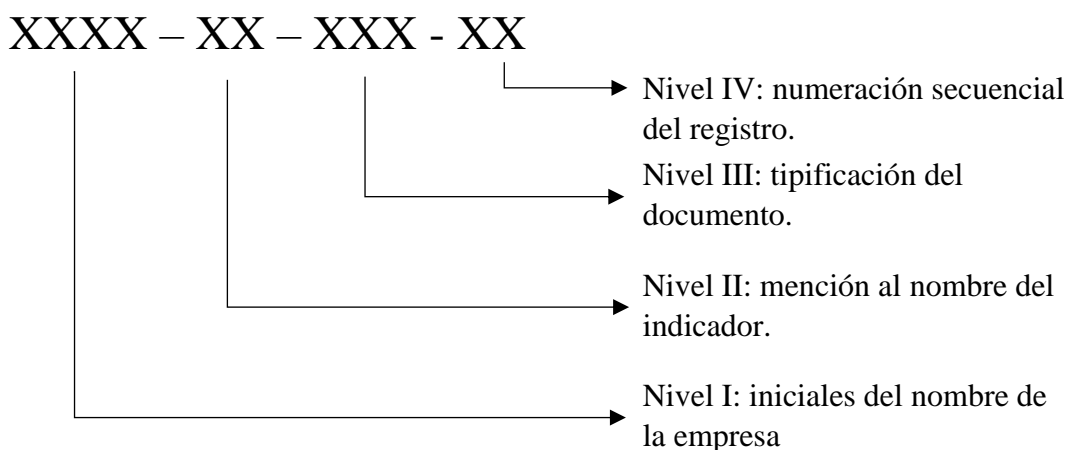 XXXX – XX – XXX - XX
Nivel IV: numeración secuencial
del registro.
Nivel III: tipificación del
documento.
Nivel II: mención al nombre del
indicador.
Nivel I: iniciales del nombre de
la empresa